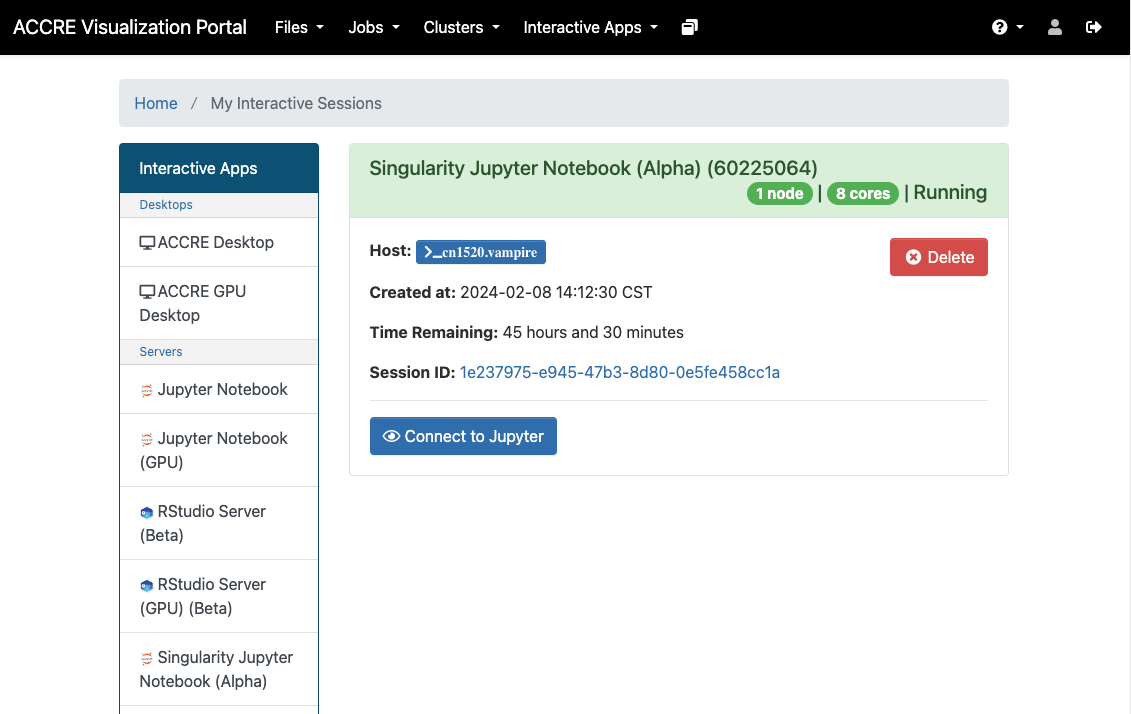 ACCRE Visualization Portal Files Jobs Clusters Interactive Apps
Home / My Interactive Sessions
Interactive Apps
Desktops
ACCRE Desktop
ACCRE GPU
Desktop
Servers
Jupyter Notebook
Jupyter Notebook
(GPU)
RStudio Server
(Beta)
RStudio Server
(GPU) (Beta)
Singularity Jupyter
Notebook (Alpha)
Singularity Jupyter Notebook (Alpha) (60225064)
1 node | 8 cores | Running
Host: >_cn1520.vampire
Delete
Created at: 2024-02-08 14:12:30 CST
Time Remaining: 45 hours and 30 minutes
Session ID: 1e237975-e945-47b3-8d80-0e5fe458cc1a
Connect to Jupyter